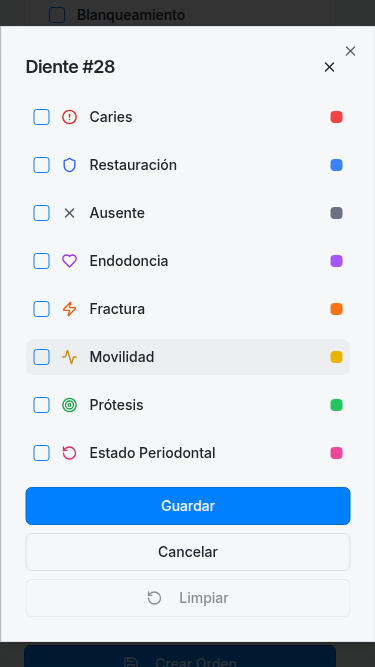 Blanqueamiento
Diente #28
Caries
Restauración
Ausente
Endodoncia
Fractura
Movilidad
Prótesis
Estado Periodontal
Guardar
Cancelar
Limpiar
Crear Orden